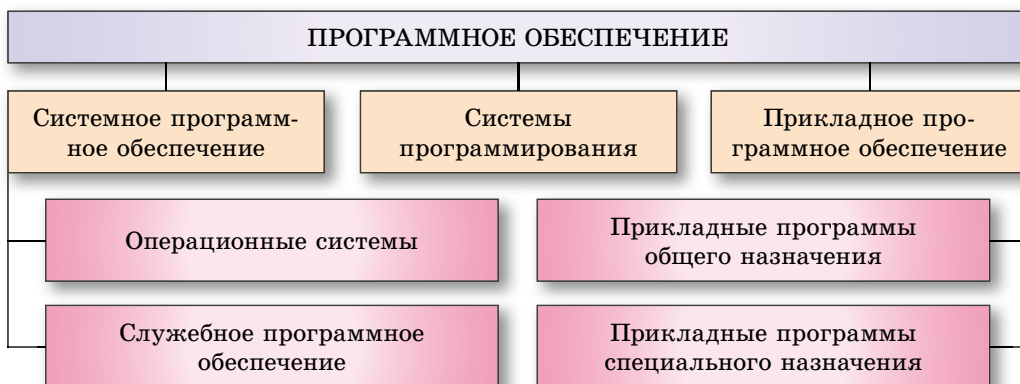 ПРОГРАММНОЕ ОБЕСПЕЧЕНИЕ
Системное программ-
ное обеспечение
Системы
программирования
Прикладное про-
граммное обеспечение
Операционные системы
Прикладные программы
общего назначения
Служебное программное
обеспечение
Прикладные программы
специального назначения